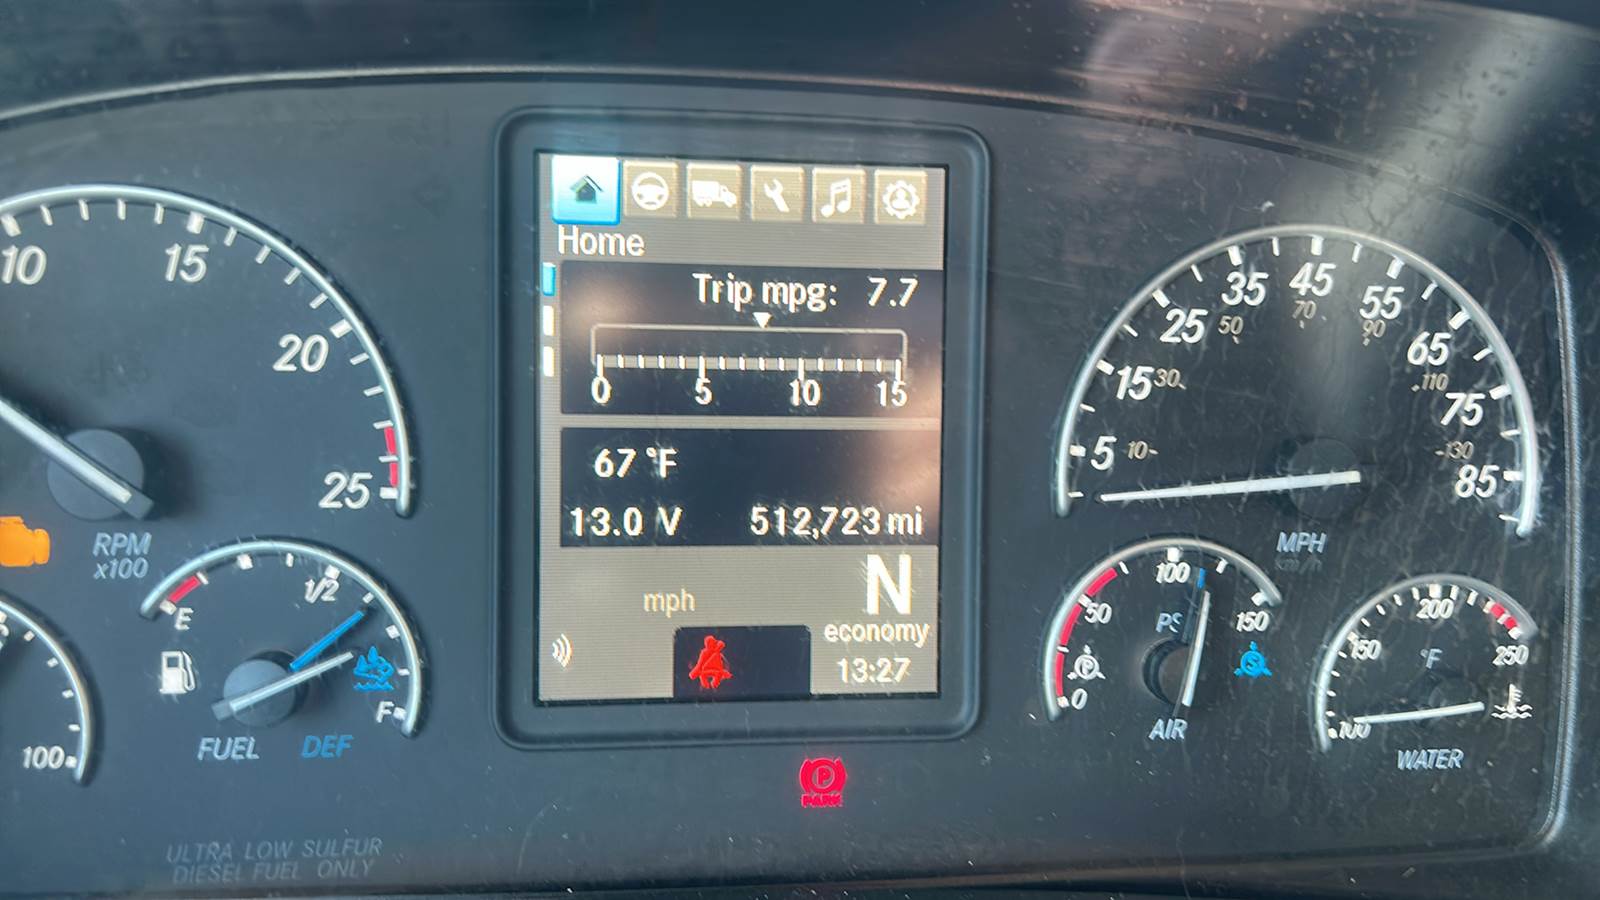 Home
Trip mpg: 7.7
0 5 10 15
67 °F
13.0 V 512,723 mi
mph
N
economy
13:27
10 15 20 25
RPM
x100
E 1/2 F
FUEL DEF
100
ULTRA LOW SULFUR
DIESEL FUEL ONLY
P
PARK
5 15 25 35 45 55 65 75 85
10 30 50 70 90 110 130
MPH
km/h
0 50 100 150
PSI
P
S
AIR
100 150 200 250
°F
WATER